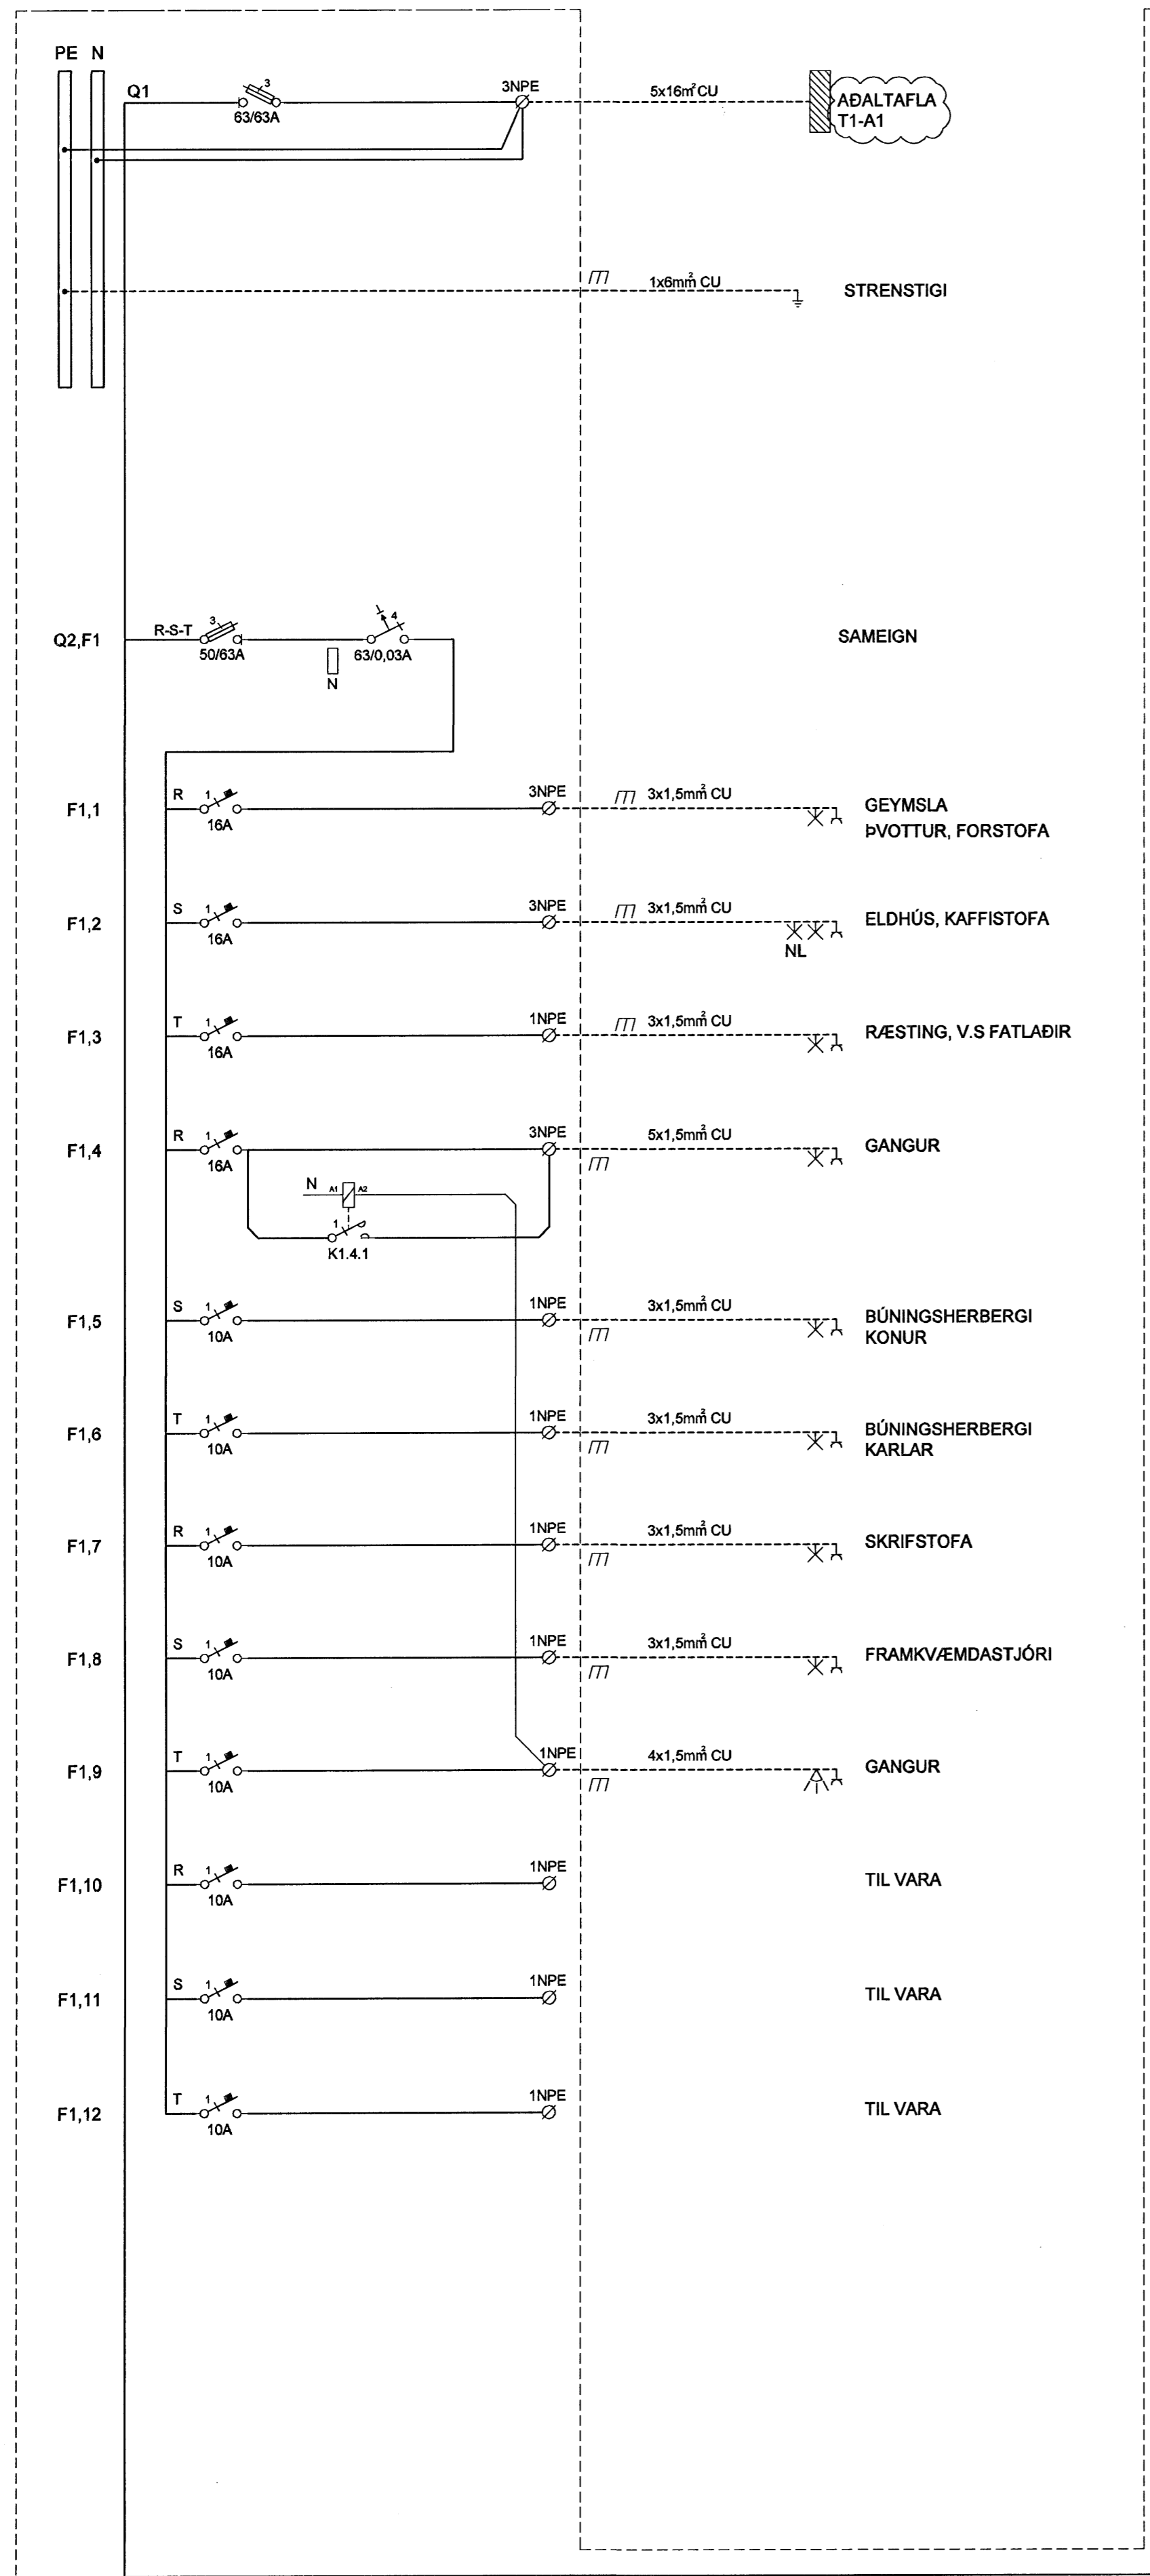 PE N
Q1
3
63/63A
3NPE
5x16m² CU
AÐALTAFLA
T1-A1
1x6mm² CU
STRENSTIGI
Q2,F1
R-S-T
3
50/63A
N
4
63/0,03A
SAMEIGN
F1,1
R
1
16A
3NPE
3x1,5mm² CU
GEYMSLA
ÞVOTTUR, FORSTOFA
F1,2
S
1
16A
3NPE
3x1,5mm² CU
NL
ELDHÚS, KAFFISTOFA
F1,3
T
1
16A
1NPE
3x1,5mm² CU
RÆSTING, V.S FATLAÐIR
F1,4
R
1
16A
3NPE
5x1,5mm² CU
GANGUR
N
A1
A2
1
K1.4.1
F1,5
S
1
10A
1NPE
3x1,5mm² CU
BÚNINGSHERBERGI
KONUR
F1,6
T
1
10A
1NPE
3x1,5mm² CU
BÚNINGSHERBERGI
KARLAR
F1,7
R
1
10A
1NPE
3x1,5mm² CU
SKRIFSTOFA
F1,8
S
1
10A
1NPE
3x1,5mm² CU
FRAMKVÆMDASTJÓRI
F1,9
T
1
10A
1NPE
4x1,5mm² CU
GANGUR
F1,10
R
1
10A
1NPE
TIL VARA
F1,11
S
1
10A
1NPE
TIL VARA
F1,12
T
1
10A
1NPE
TIL VARA